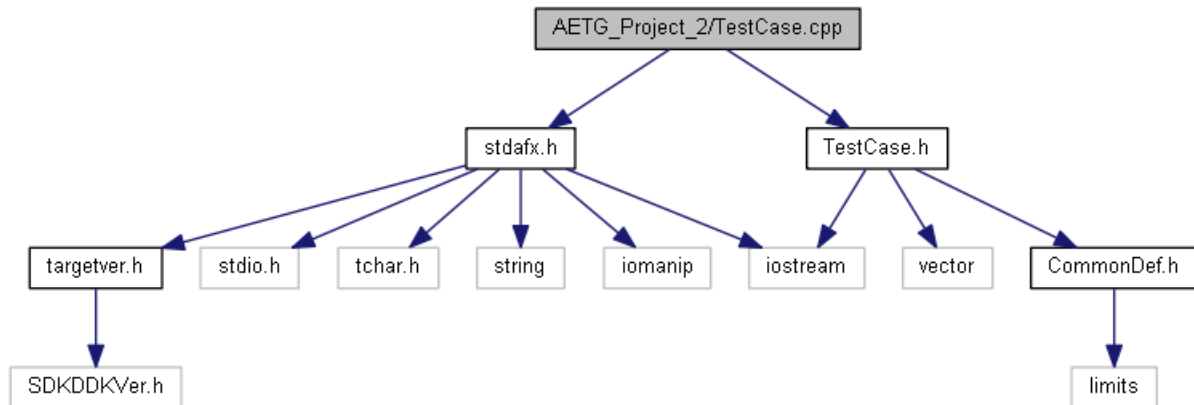 AETG_Project_2/TestCase.cpp
stdafx.h
TestCase.h
targetver.h
stdio.h
tchar.h
string
iomanip
iostream
vector
CommonDef.h
SDKDDKVer.h
limits